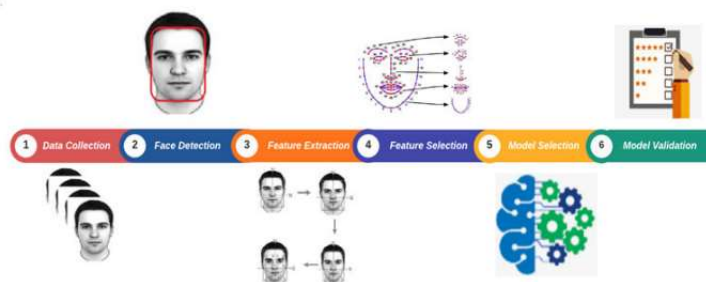 1 Data Collection 2 Face Detection 3 Feature Extraction 4 Feature Selection 5 Model Selection 6 Model Validation